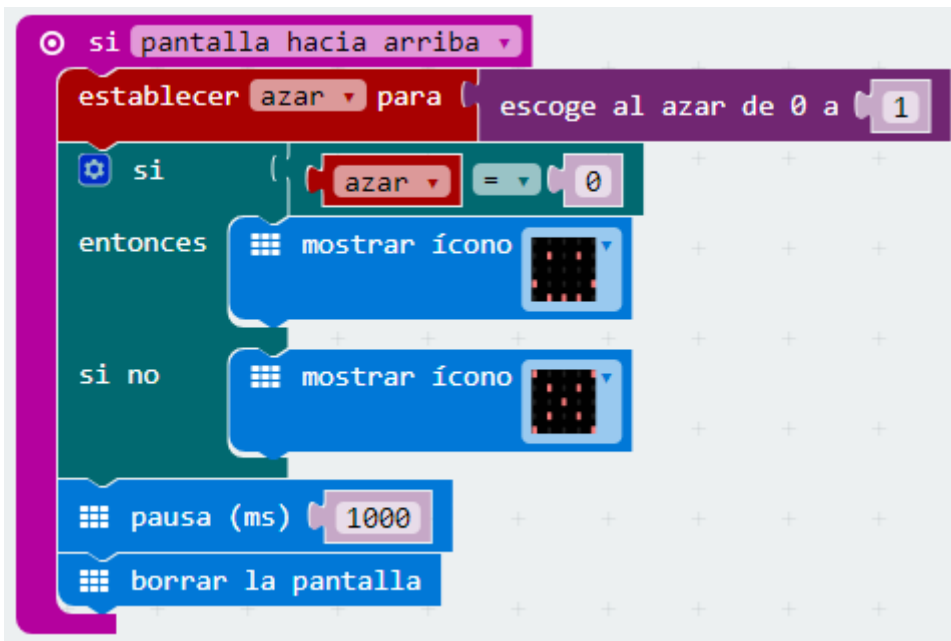 si pantalla hacia arriba
establecer azar para escoge al azar de 0 a 1
si azar = 0
entonces mostrar ícono
si no mostrar ícono
pausa (ms) 1000
borrar la pantalla